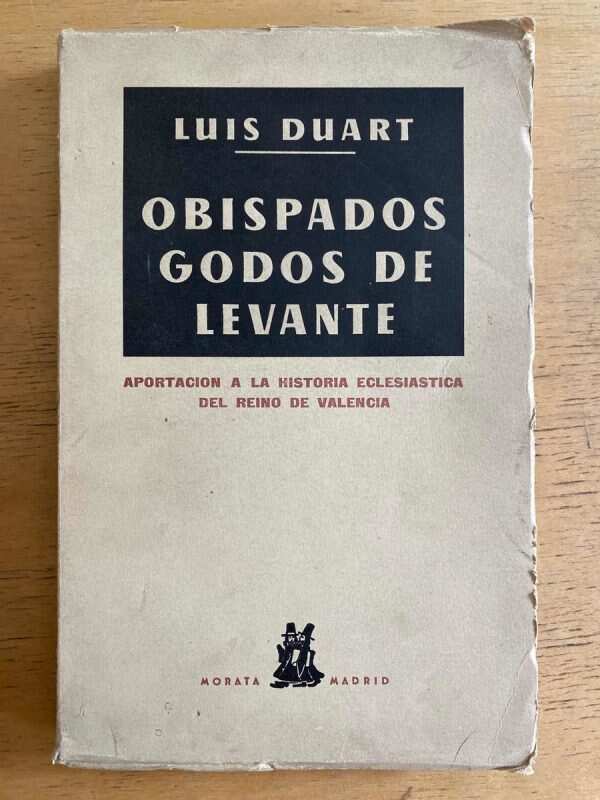 LUIS DUART
OBISPADOS
GODOS DE
LEVANTE
APORTACION A LA HISTORIA ECLESIASTICA
DEL REINO DE VALENCIA
MORATA MADRID